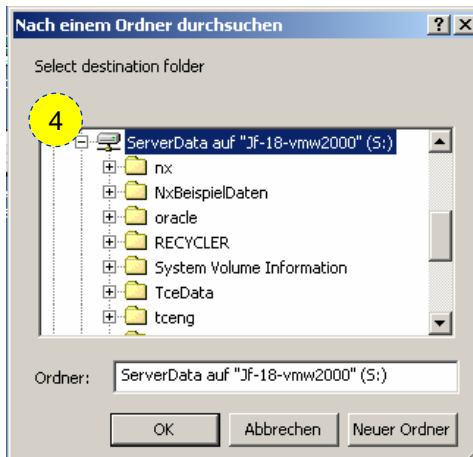 Nach einem Ordner durchsuchen
Select destination folder
4
ServerData auf "Jf-18-vmw2000" (S:)
nx
NxBeispielDaten
oracle
RECYCLER
System Volume Information
TceData
tceng
Ordner: ServerData auf "Jf-18-vmw2000" (S:)
OK Abbrechen Neuer Ordner